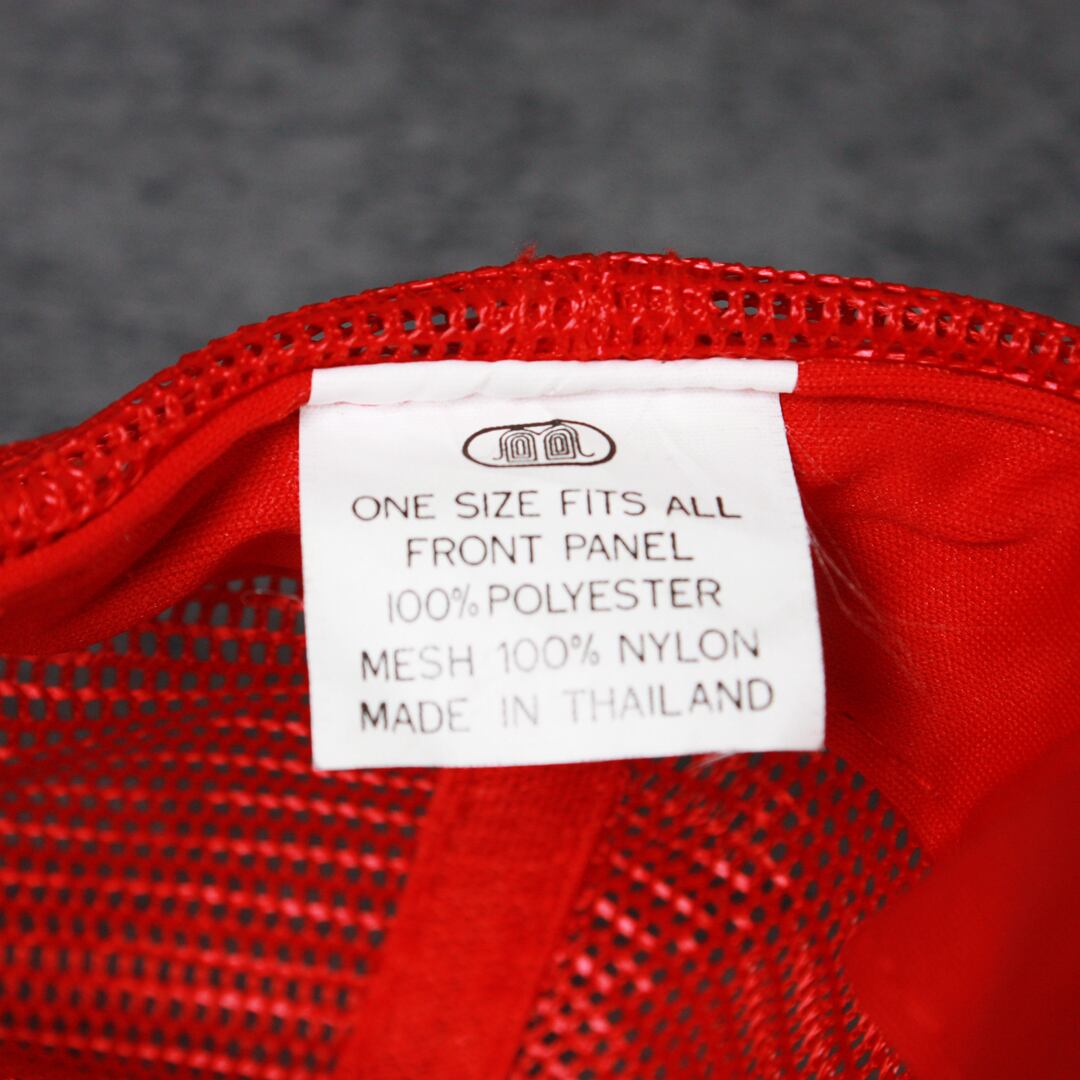 ONE SIZE FITS ALL
FRONT PANEL
100% POLYESTER
MESH 100% NYLON
MADE IN THAILAND